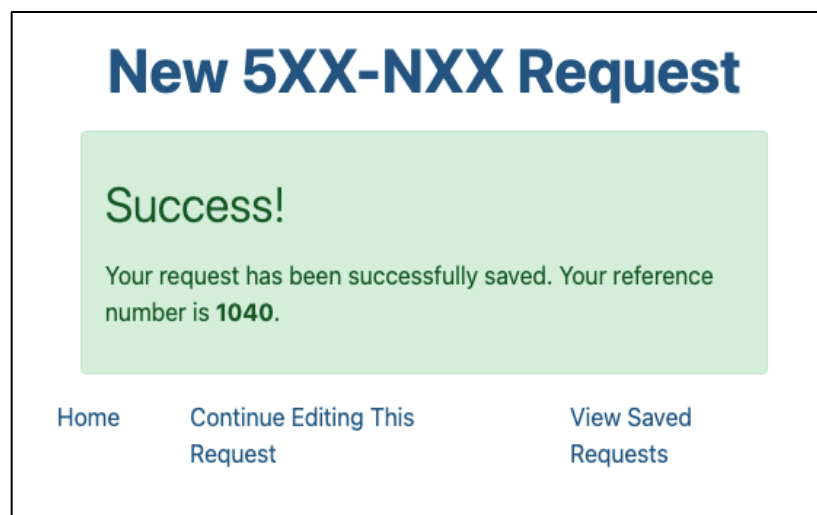 New 5XX-NXX Request
Success!
Your request has been successfully saved. Your reference
number is 1040.
Home
Continue Editing This
Request
View Saved
Requests